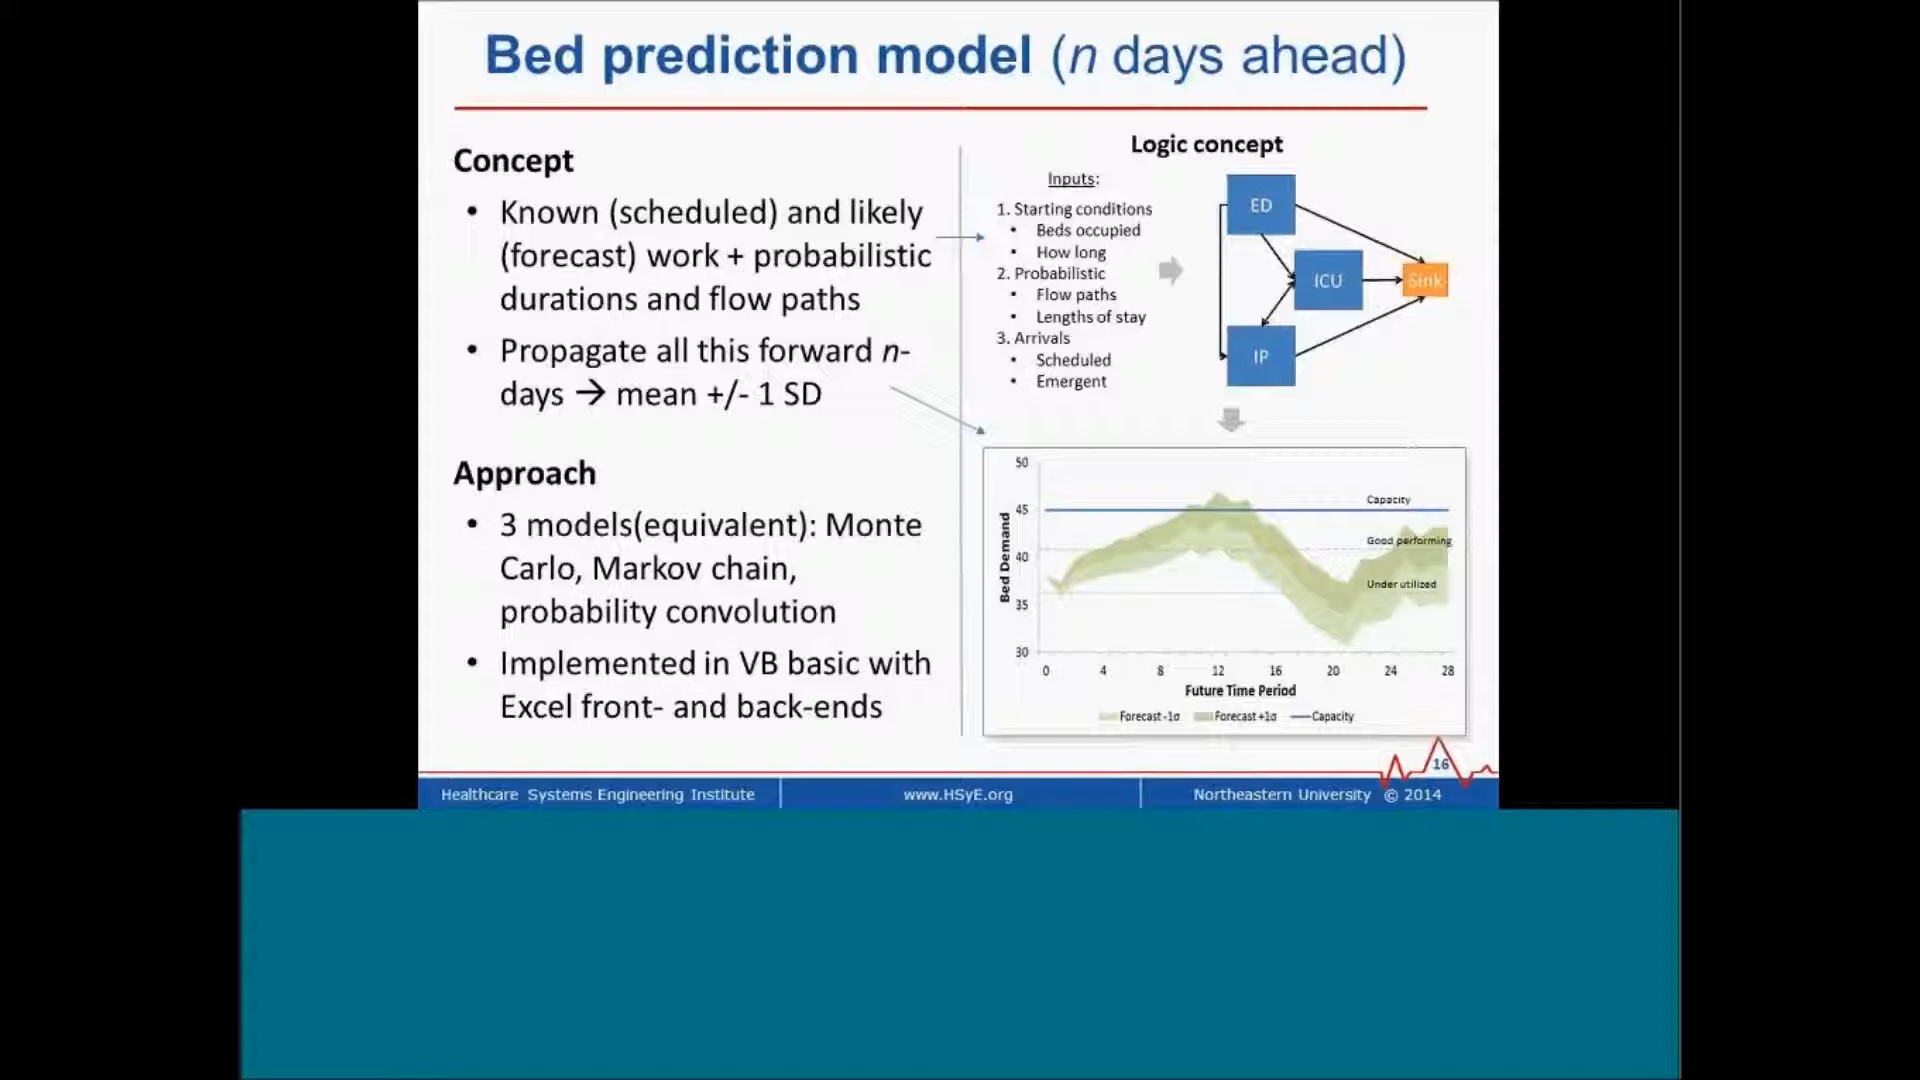 Bed prediction model (n days ahead)
Concept
• Known (scheduled) and likely
(forecast) work + probabilistic
durations and flow paths
• Propagate all this forward n-
days → mean +/- 1 SD
Approach
• 3 models(equivalent): Monte
Carlo, Markov chain,
probability convolution
• Implemented in VB basic with
Excel front- and back-ends
Logic concept
Inputs:
1. Starting conditions
• Beds occupied
• How long
2. Probabilistic
• Flow paths
• Lengths of stay
3. Arrivals
• Scheduled
• Emergent
ED
ICU
Sink
IP
50
45
40
35
30
Bed Demand
Capacity
Good performing
Under utilized
0 4 8 12 16 20 24 28
Future Time Period
Forecast -1σ Forecast +1σ Capacity
16
Healthcare Systems Engineering Institute
www.HSyE.org
Northeastern University © 2014